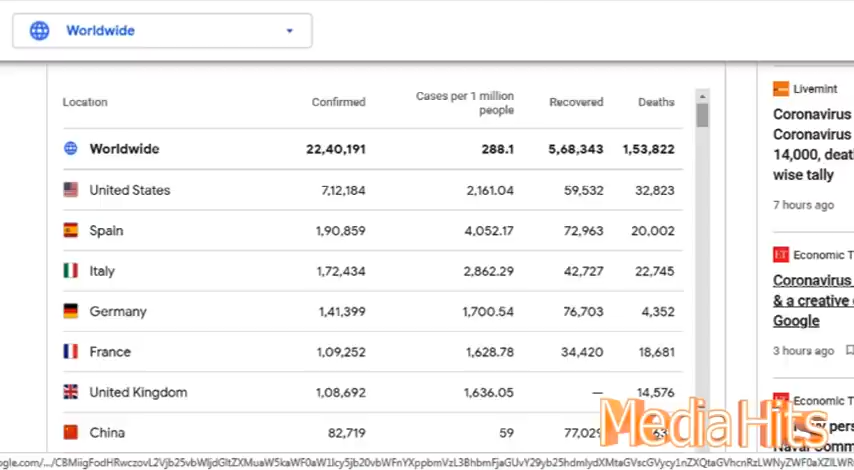 Worldwide
Location Confirmed Cases per 1 million people Recovered Deaths
Worldwide 22,40,191 288.1 5,68,343 1,53,822
United States 7,12,184 2,161.04 59,532 32,823
Spain 1,90,859 4,052.17 72,963 20,002
Italy 1,72,434 2,862.29 42,727 22,745
Germany 1,41,399 1,700.54 76,703 4,352
France 1,09,252 1,628.78 34,420 18,681
United Kingdom 1,08,692 1,636.05 — 14,576
China 82,719 59 77,029
Livemint
Coronavirus
Coronavirus
14,000, deat
wise tally
7 hours ago
Economic T
Coronavirus
& a creative
Google
3 hours ago
Economic T
Naval Comm
MediaHits